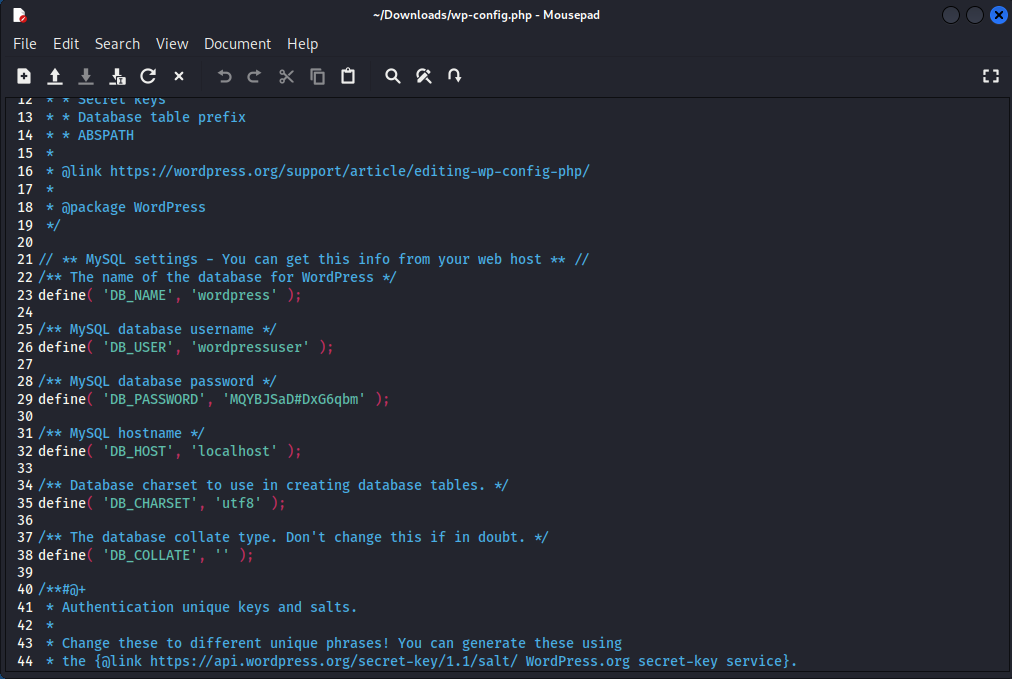 ~/Downloads/wp-config.php - Mousepad
File Edit Search View Document Help
12 * * Secret keys
13 * * Database table prefix
14 * * ABSPATH
15 *
16 * @link https://wordpress.org/support/article/editing-wp-config-php/
17 *
18 * @package WordPress
19 */
20
21 // ** MySQL settings - You can get this info from your web host ** //
22 /** The name of the database for WordPress */
23 define( 'DB_NAME', 'wordpress' );
24
25 /** MySQL database username */
26 define( 'DB_USER', 'wordpressuser' );
27
28 /** MySQL database password */
29 define( 'DB_PASSWORD', 'MQYBJSaD#DxG6qbm' );
30
31 /** MySQL hostname */
32 define( 'DB_HOST', 'localhost' );
33
34 /** Database charset to use in creating database tables. */
35 define( 'DB_CHARSET', 'utf8' );
36
37 /** The database collate type. Don't change this if in doubt. */
38 define( 'DB_COLLATE', '' );
39
40 /**#@+
41 * Authentication unique keys and salts.
42 *
43 * Change these to different unique phrases! You can generate these using
44 * the {@link https://api.wordpress.org/secret-key/1.1/salt/ WordPress.org secret-key service}.